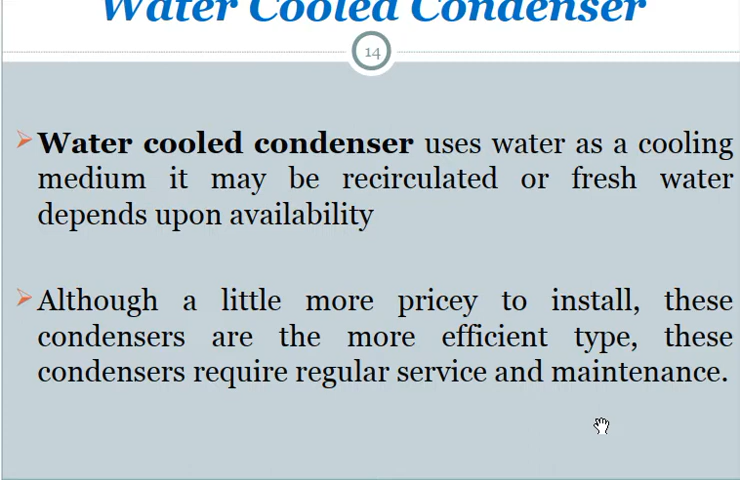 Water Cooled Condenser
14
Water cooled condenser uses water as a cooling
medium it may be recirculated or fresh water
depends upon availability
Although a little more pricey to install, these
condensers are the more efficient type, these
condensers require regular service and maintenance.